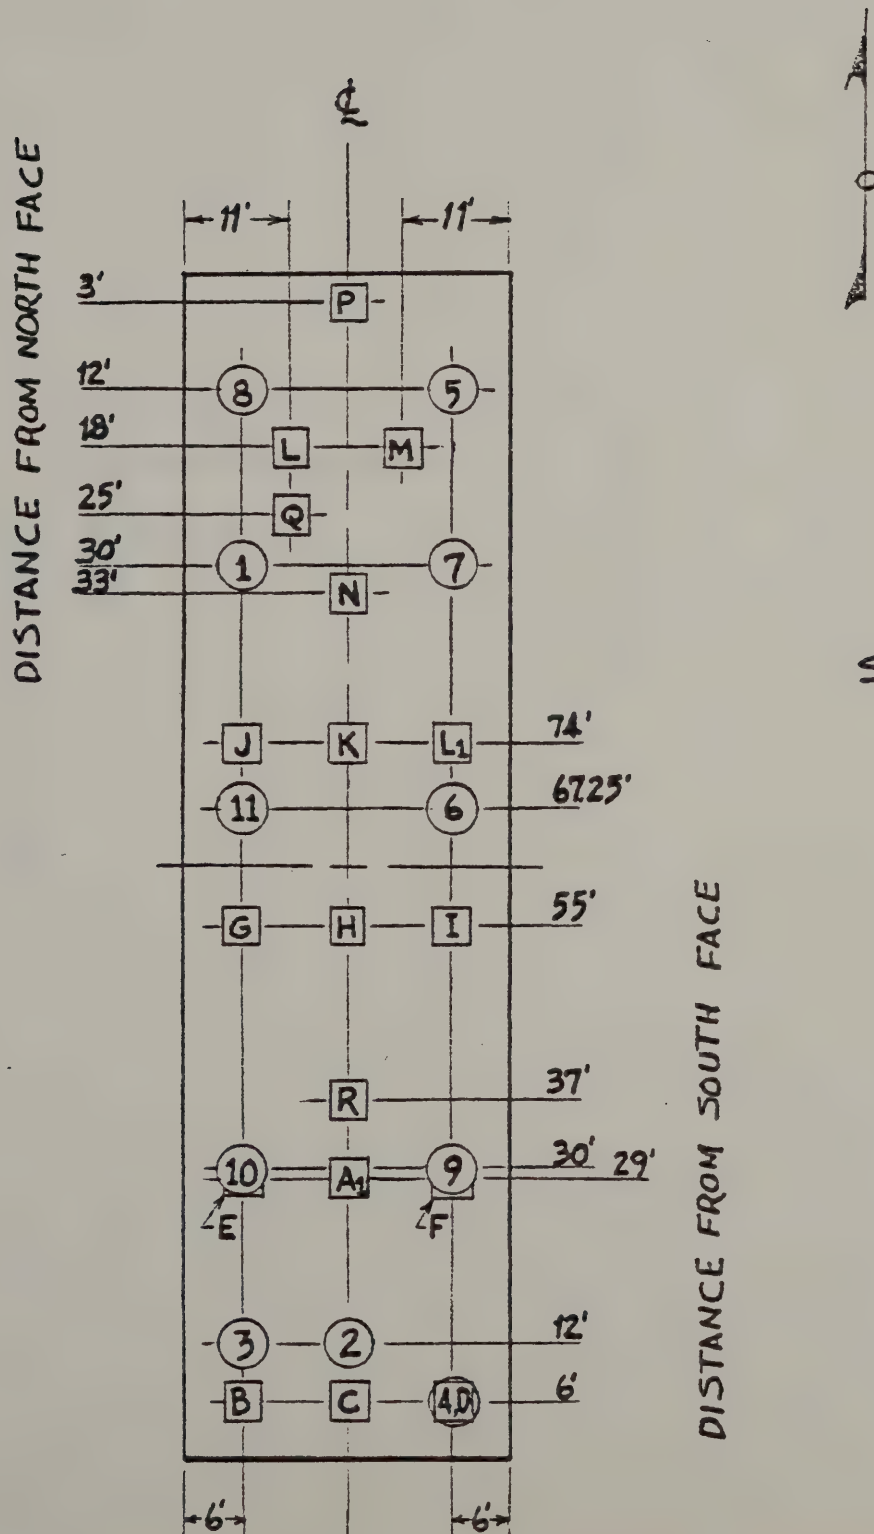 ℄
DISTANCE FROM NORTH FACE
11' 11'
3' P
12' 8 5
18' L M
25' Q
30' 1 7
33' N
J K L1 74'
11 6 67.25'
G H I 55'
R 37'
10 A1 9 30' 29'
E F
3 2 12'
B C 4,D 6'
6' 6'
DISTANCE FROM SOUTH FACE